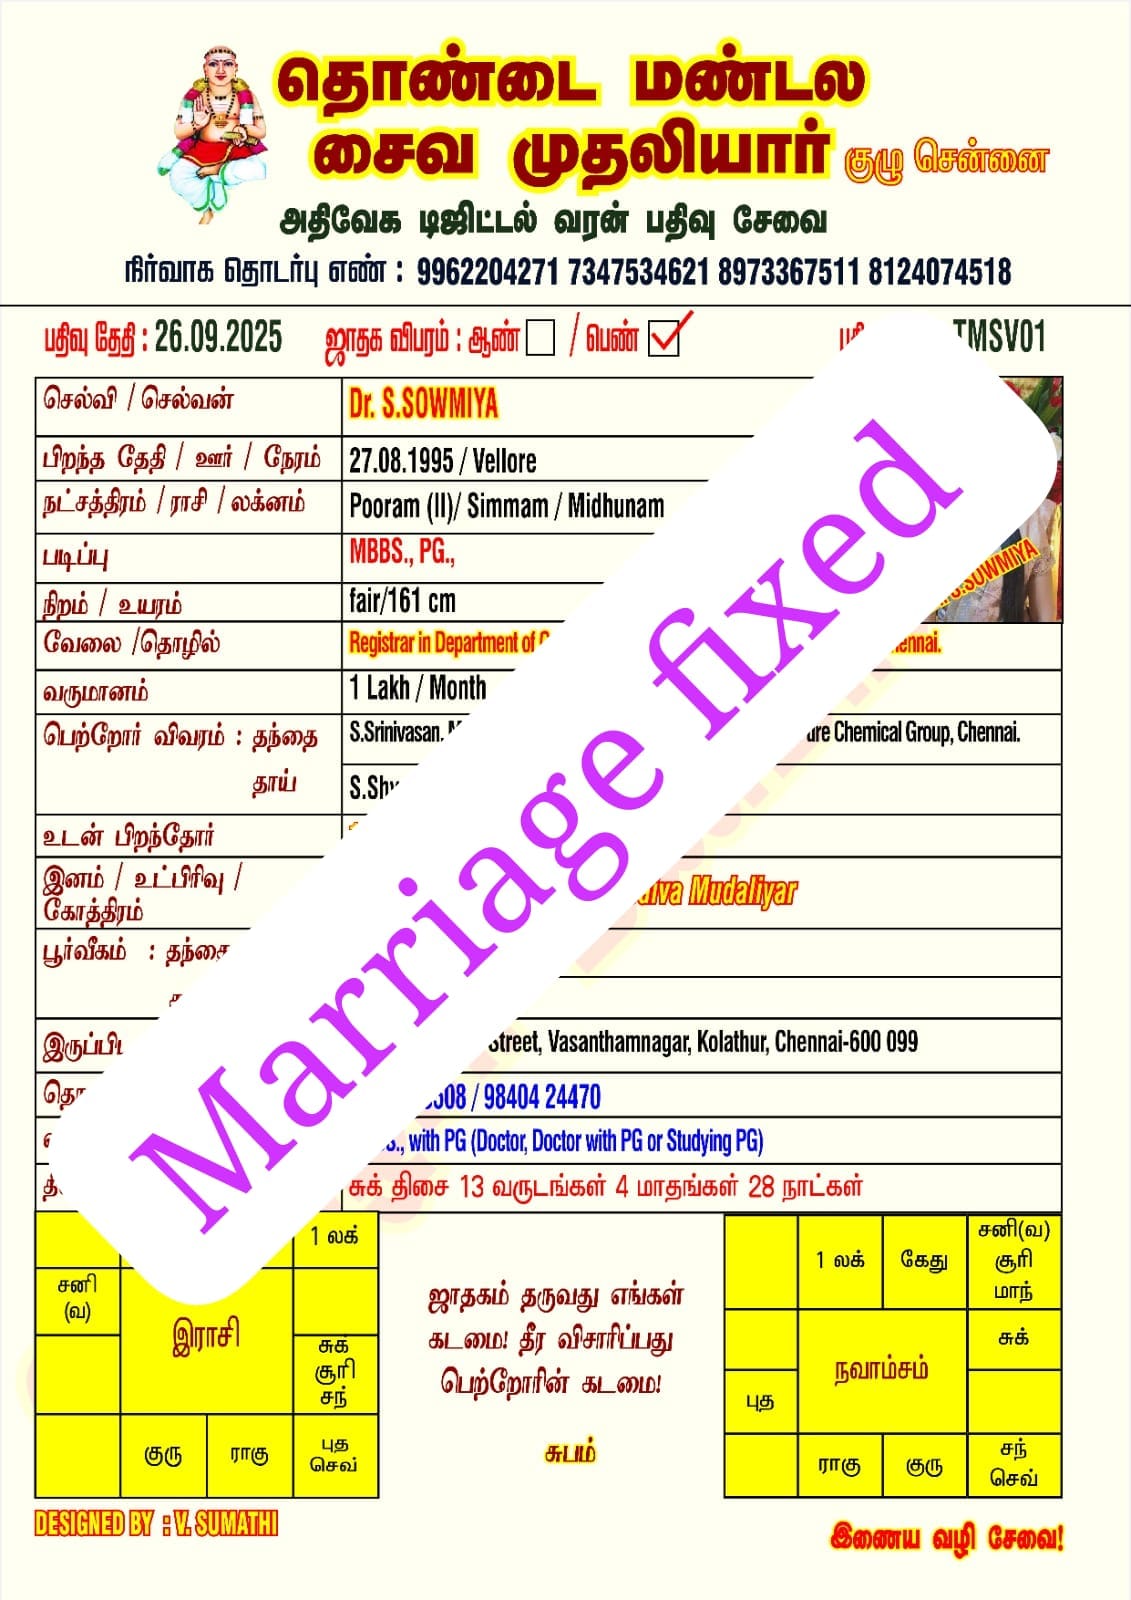 தொண்டை மண்டல
சைவ முதலியார் குழு சென்னை
அதிவேக டிஜிட்டல் வரன் பதிவு சேவை
நிர்வாக தொடர்பு எண் : 9962204271 7347534621 8973367511 8124074518
பதிவு தேதி : 26.09.2025 ஜாதக விபரம் : ஆண் / பெண் TMSV01
செல்வி / செல்வன் Dr. S.SOWMIYA
பிறந்த தேதி / ஊர் / நேரம் 27.08.1995 / Vellore
நட்சத்திரம் / ராசி / லக்னம் Pooram (II)/ Simmam / Midhunam
படிப்பு MBBS., PG.,
S.SOWMIYA
நிறம் / உயரம் fair/161 cm
வேலை /தொழில் Registrar in Department of
வருமானம் 1 Lakh / Month
பெற்றோர் விவரம் : தந்தை S.Srinivasan. Chemical Group, Chennai.
தாய்
உடன் பிறந்தோர்
இனம் / உட்பிரிவு / Mudaliyar
கோத்திரம்
பூர்வீகம் : தந்தை
Street, Vasanthamnagar, Kolathur, Chennai-600 099
/ 98404 24470
with PG (Doctor, Doctor with PG or Studying PG)
சுக் திசை 13 வருடங்கள் 4 மாதங்கள் 28 நாட்கள்
Marriage fixed
1 லக்
சனி
(வ)
இராசி
சுக்
சூரி
சந்
குரு ராகு புத
செவ்
ஜாதகம் தருவது எங்கள்
கடமை! தீர விசாரிப்பது
பெற்றோரின் கடமை!
சுபம்
1 லக் கேது சனி(வ)
சூரி
மாந்
நவாம்சம்
சுக்
புத
ராகு குரு சந்
செவ்
DESIGNED BY : V. SUMATHI
இணைய வழி சேவை!